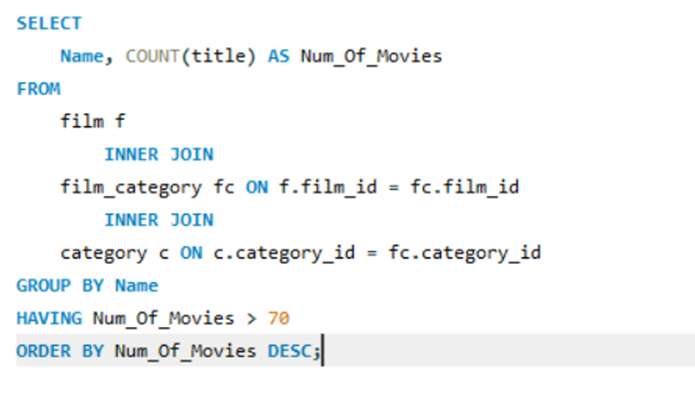 SELECT
Name, COUNT(title) AS Num_Of_Movies
FROM
film f
INNER JOIN
film_category fc ON f.film_id = fc.film_id
INNER JOIN
category c ON c.category_id = fc.category_id
GROUP BY Name
HAVING Num_Of_Movies > 70
ORDER BY Num_Of_Movies DESC;